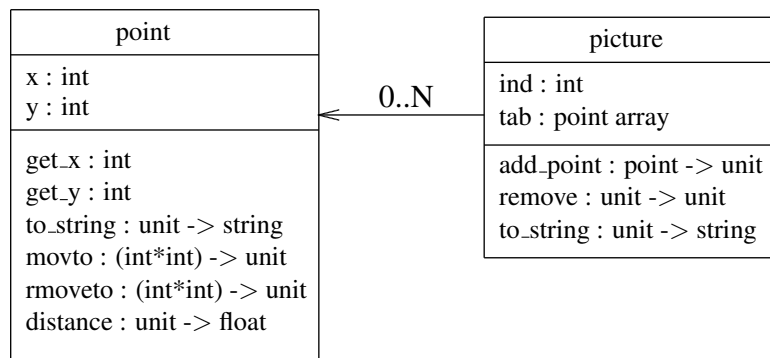 point
x : int
y : int
get_x : int
get_y : int
to_string : unit -> string
movto : (int*int) -> unit
rmoveto : (int*int) -> unit
distance : unit -> float
0..N
picture
ind : int
tab : point array
add_point : point -> unit
remove : unit -> unit
to_string : unit -> string